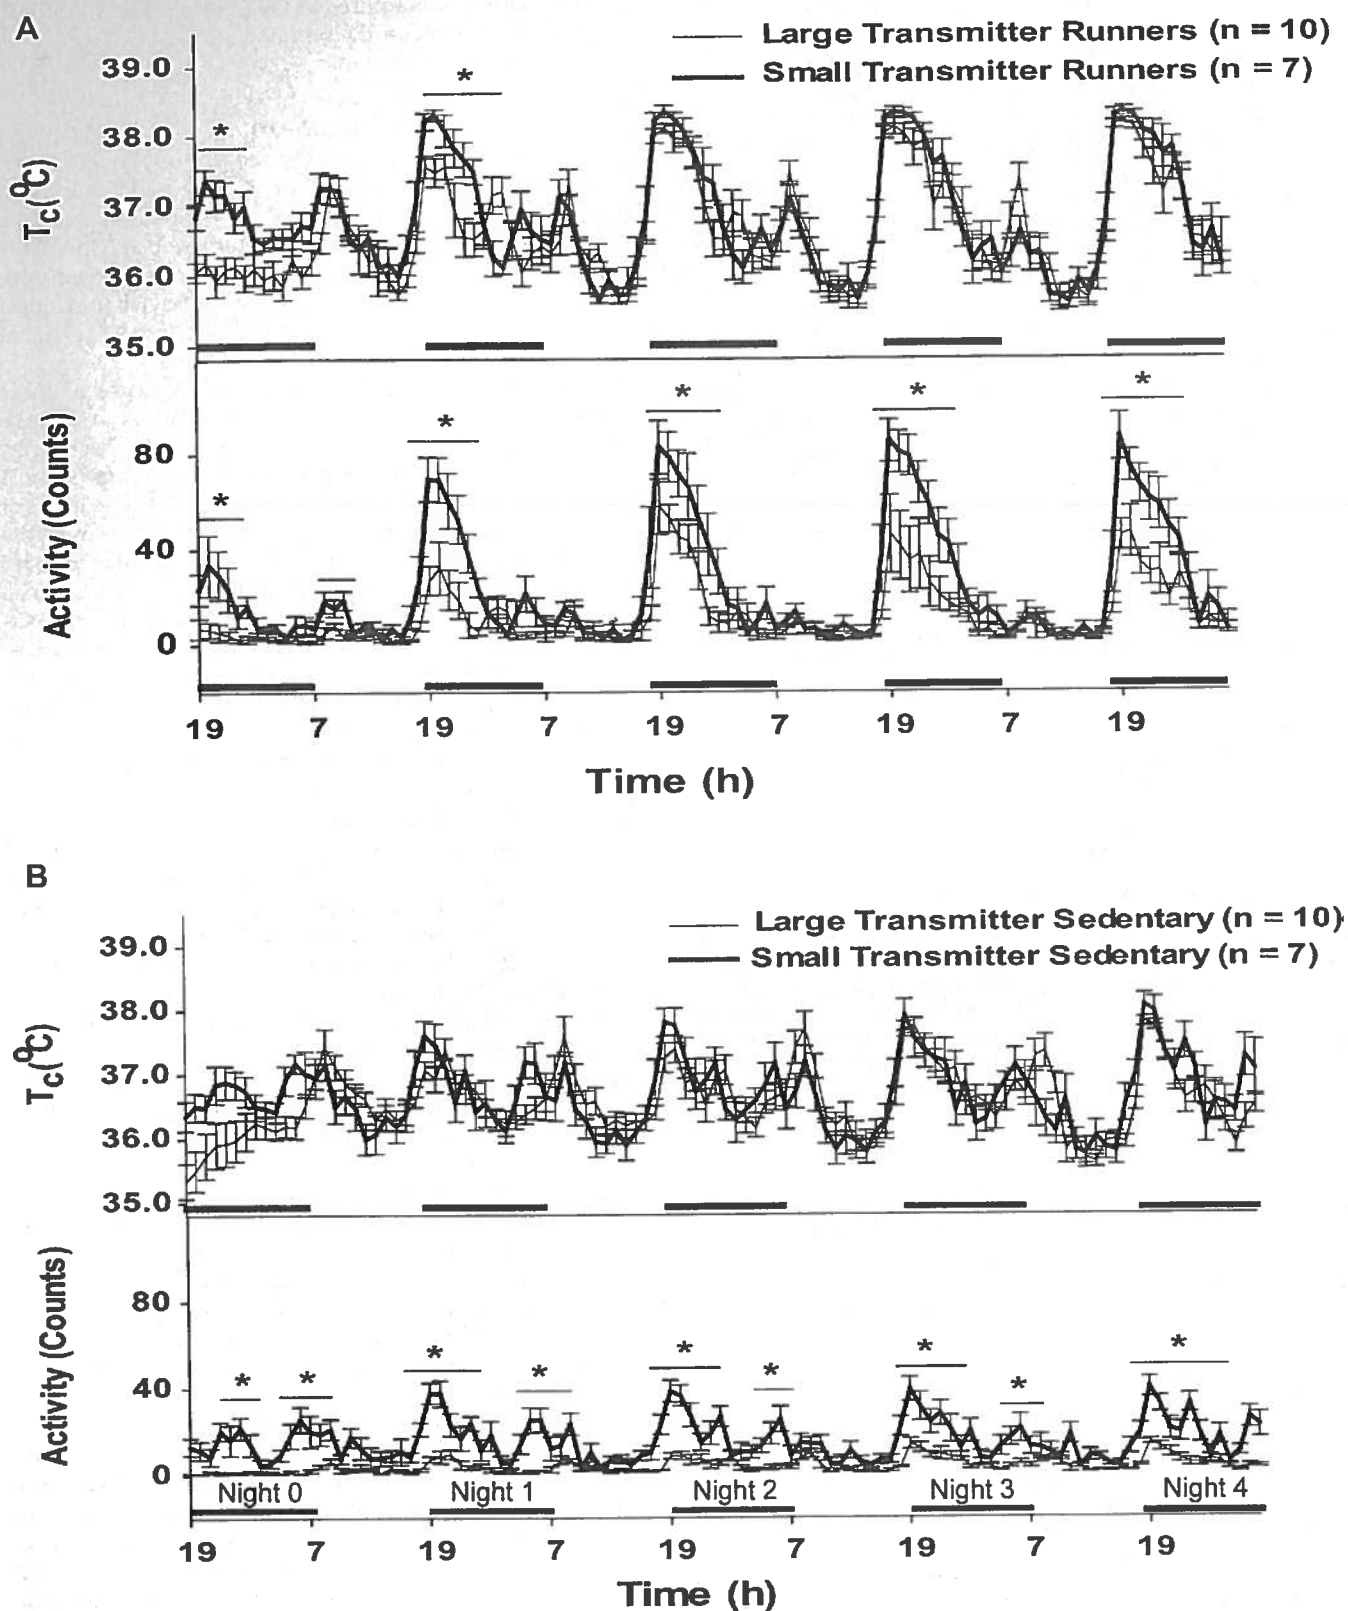 A
Large Transmitter Runners (n = 10)
Small Transmitter Runners (n = 7)
39.0
38.0
37.0
36.0
35.0
Tc(°C)
*
*
80
40
0
Activity (Counts)
*
*
*
*
*
19 7 19 7 19 7 19 7 19
Time (h)
B
Large Transmitter Sedentary (n = 10)
Small Transmitter Sedentary (n = 7)
39.0
38.0
37.0
36.0
35.0
Tc(°C)
80
40
0
Activity (Counts)
* * * * * * * * *
Night 0 Night 1 Night 2 Night 3 Night 4
19 7 19 7 19 7 19 7 19
Time (h)